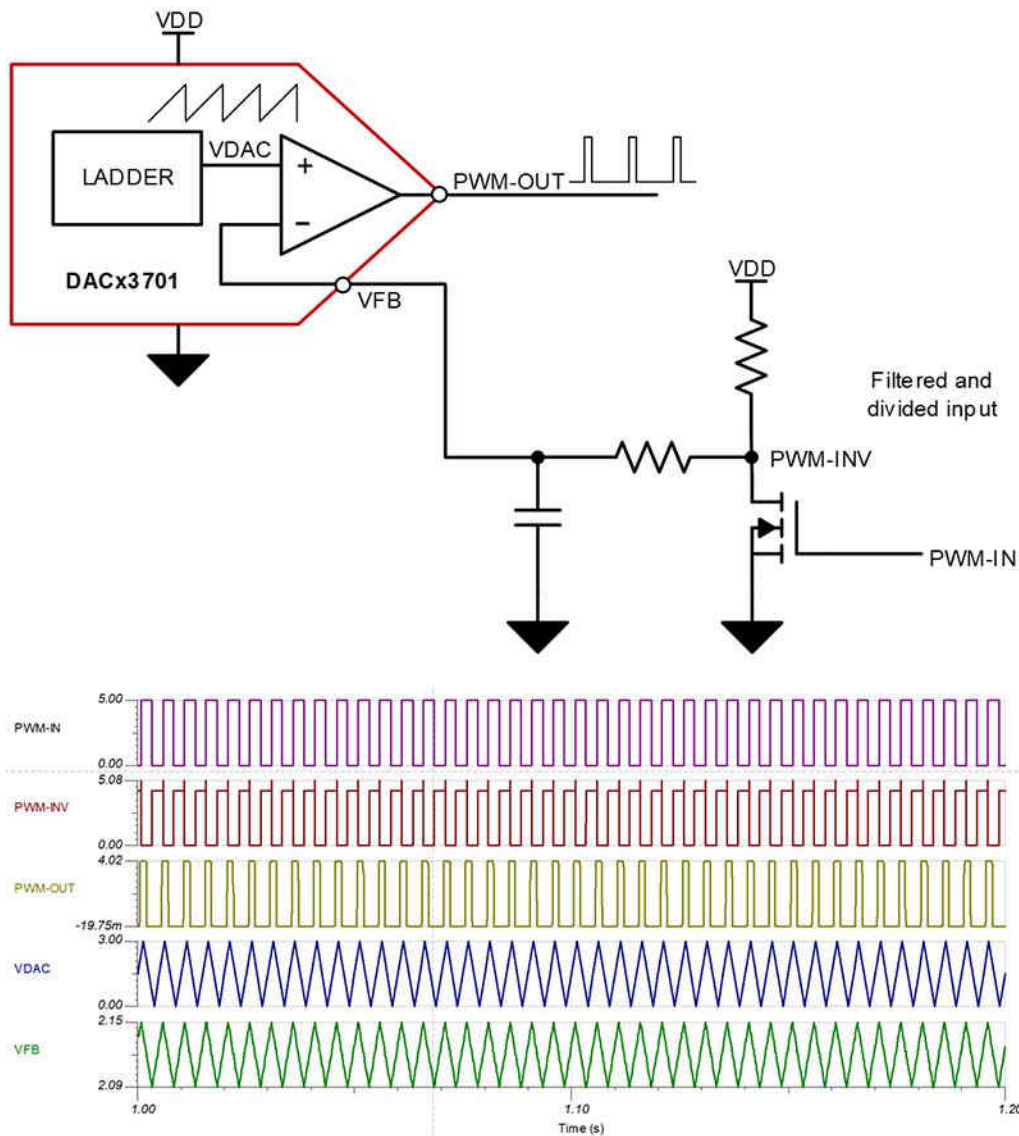 VDD
VDAC
LADDER
+
−
PWM-OUT
DACx3701
VFB
VDD
Filtered and
divided input
PWM-INV
PWM-IN
5.00
PWM-IN
0.00
5.08
PWM-INV
0.00
4.02
PWM-OUT
-19.75m
3.00
VDAC
0.00
2.15
VFB
2.09
1.00
1.10
1.20
Time (s)